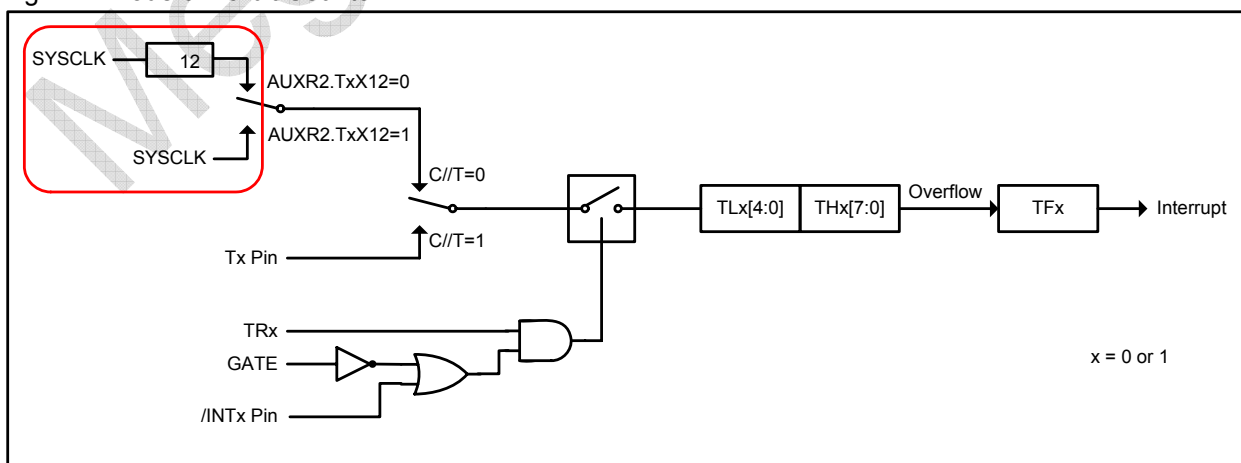 SYSCLK
12
AUXR2.TxX12=0
AUXR2.TxX12=1
SYSCLK
C//T=0
C//T=1
Tx Pin
TLx[4:0]
THx[7:0]
Overflow
TFx
Interrupt
TRx
GATE
/INTx Pin
x = 0 or 1